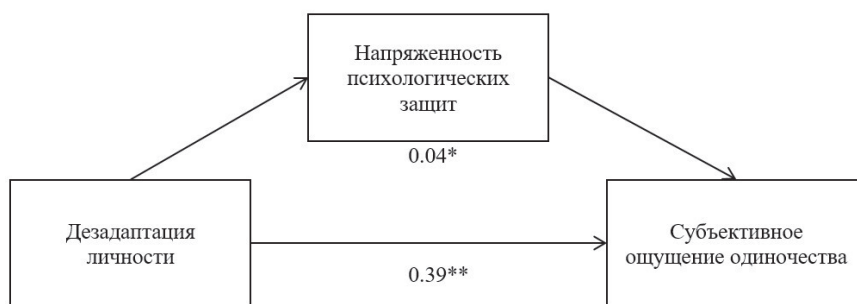 Напряженность
психологических
защит
0.04*
Дезадаптация
личности
Субъективное
ощущение одиночества
0.39**